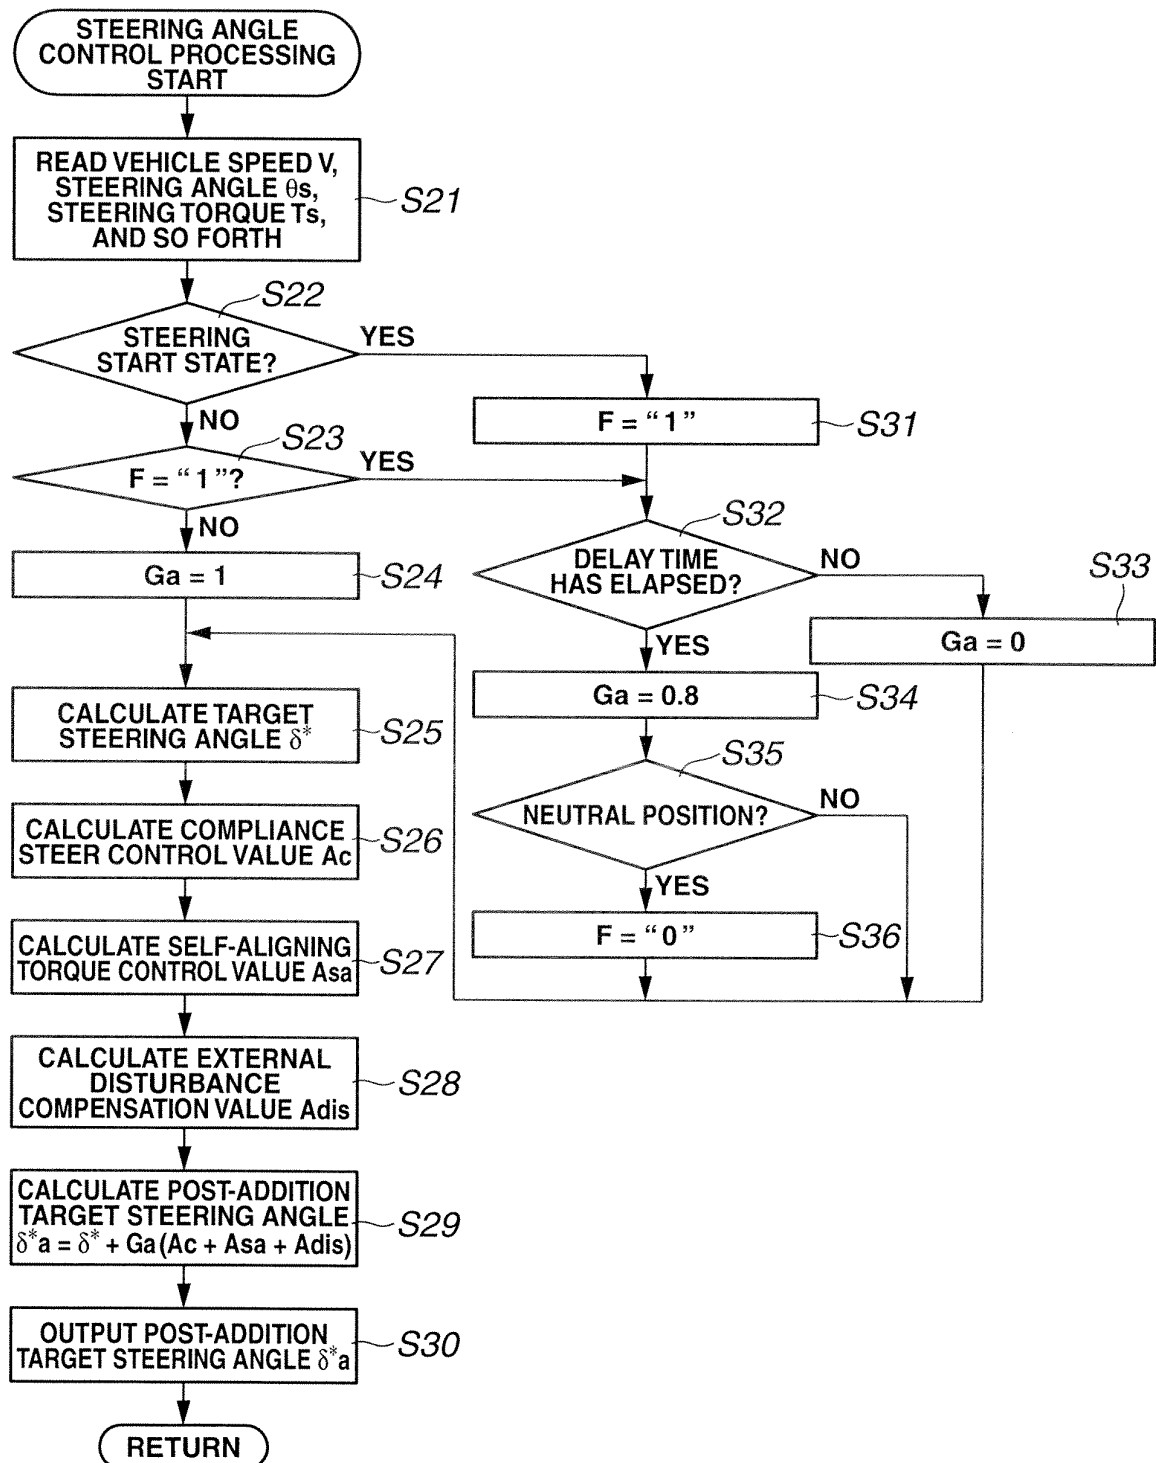 STEERING ANGLE
CONTROL PROCESSING
START
READ VEHICLE SPEED V,
STEERING ANGLE θs,
STEERING TORQUE Ts,
AND SO FORTH
S21
S22
STEERING
START STATE?
YES
NO
F = “1”
S31
S23
F = “1”?
YES
NO
S32
DELAY TIME
HAS ELAPSED?
NO
YES
S33
Ga = 0
Ga = 1
S24
Ga = 0.8
S34
CALCULATE TARGET
STEERING ANGLE δ*
S25
S35
NEUTRAL POSITION?
NO
YES
CALCULATE COMPLIANCE
STEER CONTROL VALUE Ac
S26
F = “0”
S36
CALCULATE SELF-ALIGNING
TORQUE CONTROL VALUE Asa
S27
CALCULATE EXTERNAL
DISTURBANCE
COMPENSATION VALUE Adis
S28
CALCULATE POST-ADDITION
TARGET STEERING ANGLE
δ*a = δ* + Ga (Ac + Asa + Adis)
S29
OUTPUT POST-ADDITION
TARGET STEERING ANGLE δ*a
S30
RETURN